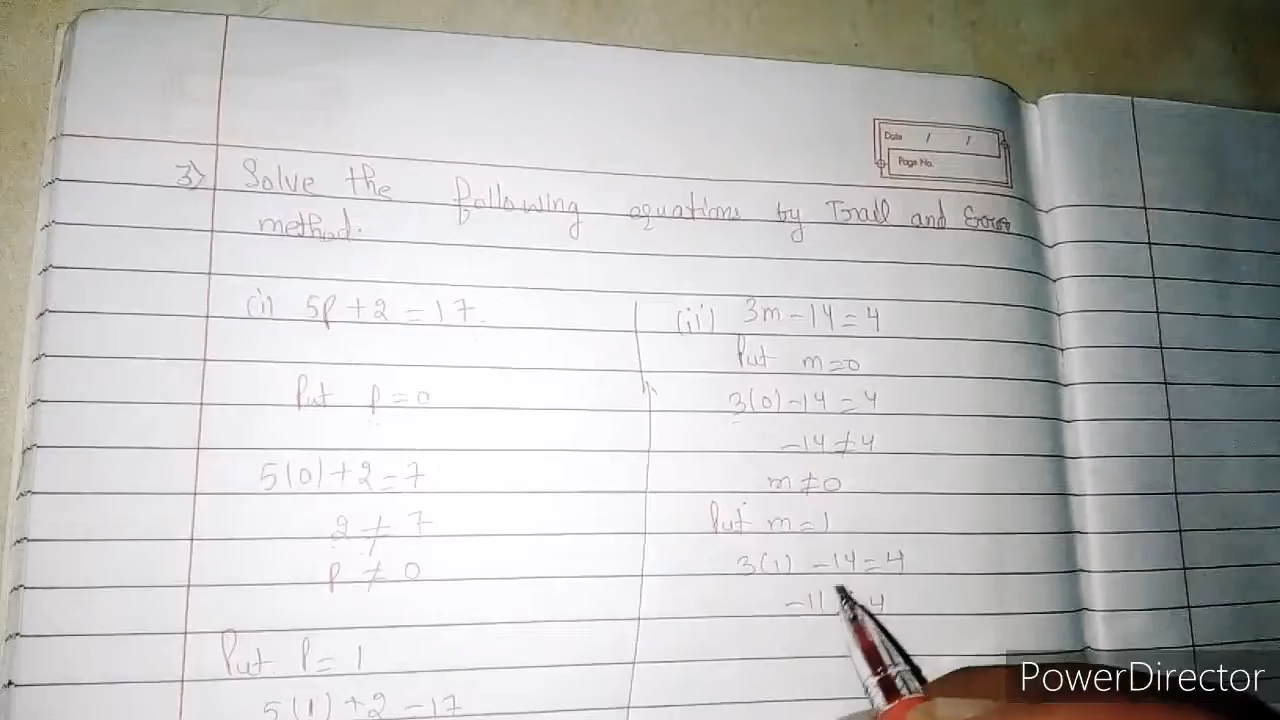 Date / /
Page No.
3) Solve the following equations by Trail and Error
method.
(i) 5p + 2 = 17.
Put p = 0
5(0) + 2 = 7
2 ≠ 7
p ≠ 0
Put p = 1
5(1) + 2 = 17
(ii) 3m - 14 = 4
Put m = 0
3(0) - 14 = 4
-14 ≠ 4
m ≠ 0
Put m = 1
3(1) - 14 = 4
-11 4
PowerDirector